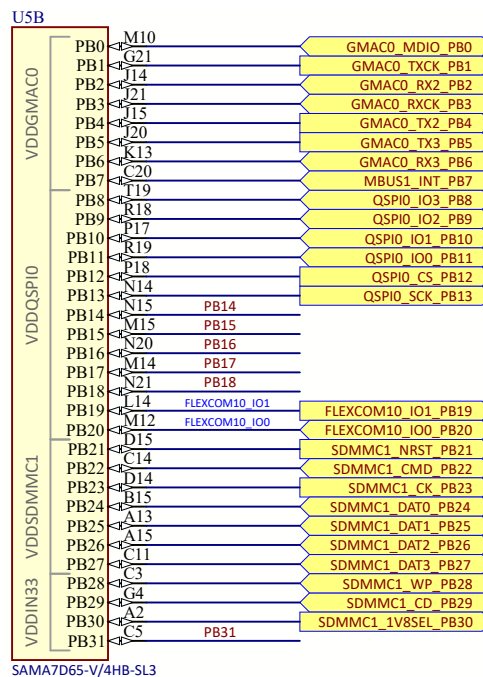 U5B
VDDGMAC0
PB0 M10 GMAC0_MDIO_PB0
PB1 G21 GMAC0_TXCK_PB1
PB2 J14 GMAC0_RX2_PB2
PB3 J21 GMAC0_RXCK_PB3
PB4 J15 GMAC0_TX2_PB4
PB5 J20 GMAC0_TX3_PB5
PB6 K13 GMAC0_RX3_PB6
PB7 C20 MBUS1_INT_PB7
VDDQSPI0
PB8 T19 QSPI0_IO3_PB8
PB9 R18 QSPI0_IO2_PB9
PB10 P17 QSPI0_IO1_PB10
PB11 R19 QSPI0_IO0_PB11
PB12 P18 QSPI0_CS_PB12
PB13 N14 QSPI0_SCK_PB13
PB14 N15 PB14
PB15 M15 PB15
PB16 N20 PB16
PB17 M14 PB17
PB18 N21 PB18
PB19 L14 FLEXCOM10_IO1 FLEXCOM10_IO1_PB19
PB20 M12 FLEXCOM10_IO0 FLEXCOM10_IO0_PB20
VDDSDMMC1
PB21 D15 SDMMC1_NRST_PB21
PB22 C14 SDMMC1_CMD_PB22
PB23 D14 SDMMC1_CK_PB23
PB24 B15 SDMMC1_DAT0_PB24
PB25 A13 SDMMC1_DAT1_PB25
PB26 A15 SDMMC1_DAT2_PB26
PB27 C11 SDMMC1_DAT3_PB27
VDDIN33
PB28 C3 SDMMC1_WP_PB28
PB29 G4 SDMMC1_CD_PB29
PB30 A2 SDMMC1_1V8SEL_PB30
PB31 C5 PB31
SAMA7D65-V/4HB-SL3